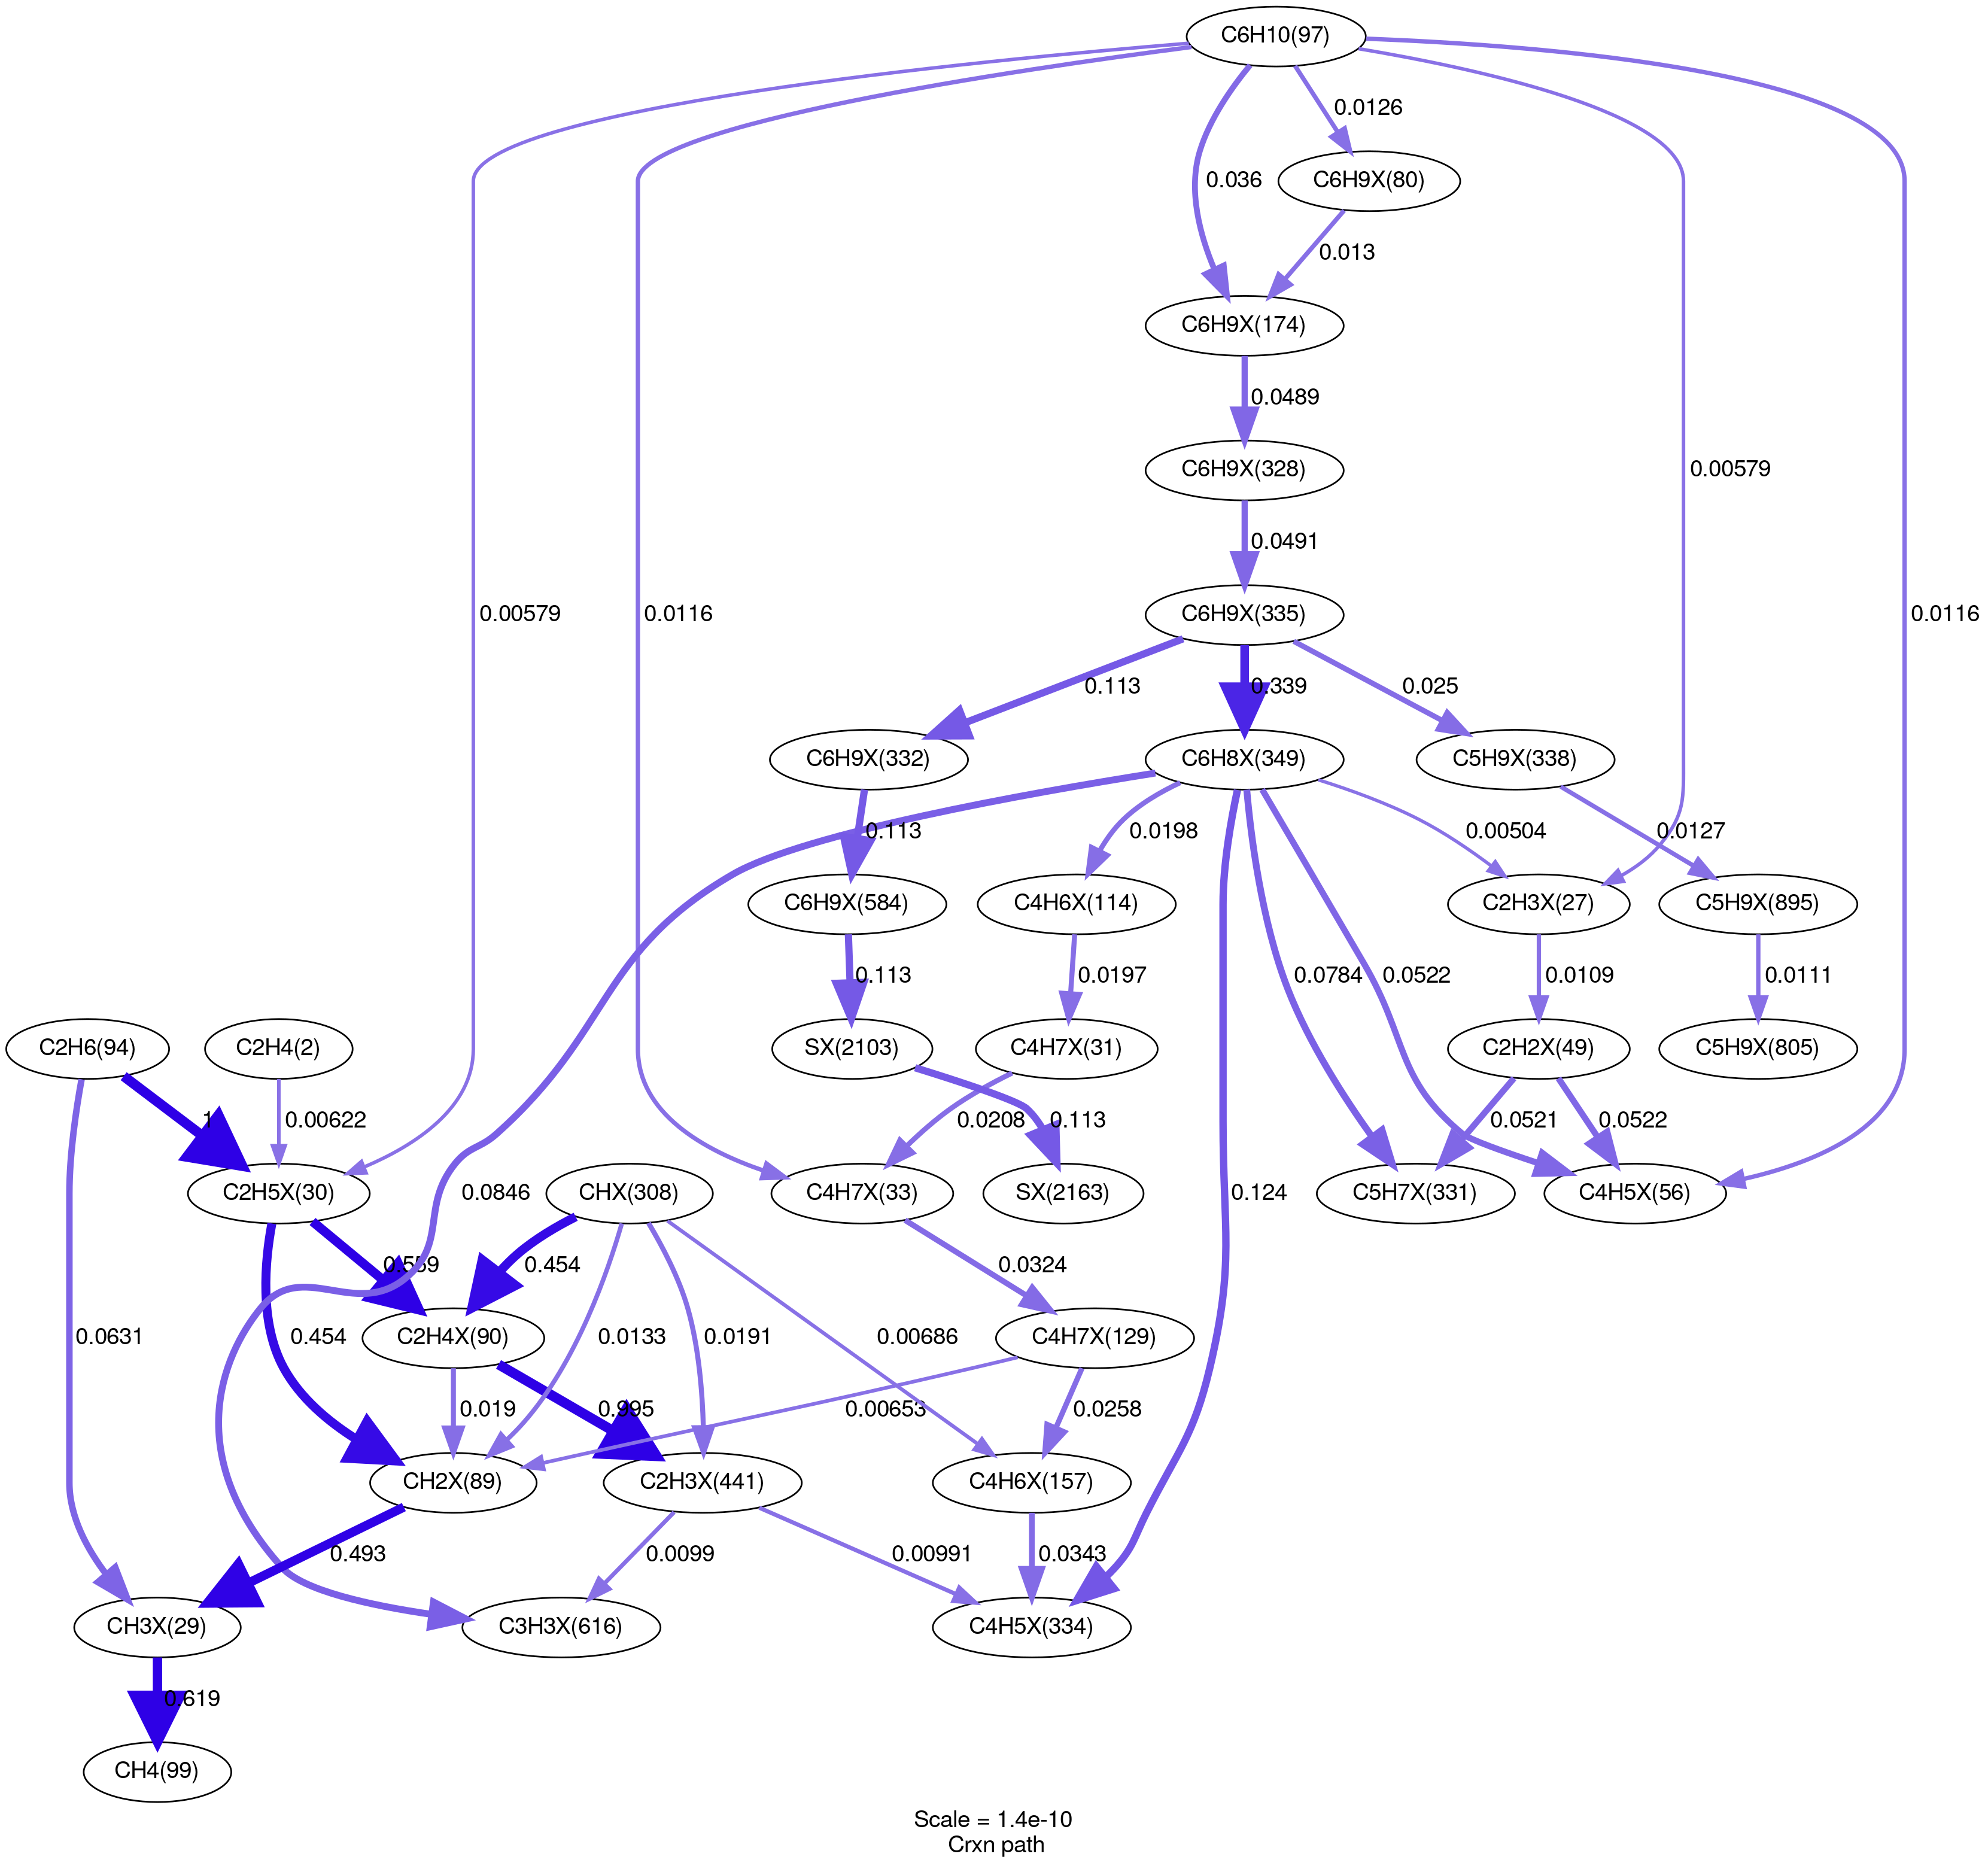 C6H10(97)
0.0126
C6H9X(80)
0.036
0.013
C6H9X(174)
0.0489
0.00579
C6H9X(328)
0.0491
C6H9X(335)
0.00579
0.0116
0.0116
0.113
0.339
0.025
C6H9X(332)
C6H8X(349)
C5H9X(338)
0.113
0.0198
0.00504
0.0127
C6H9X(584)
C4H6X(114)
C2H3X(27)
C5H9X(895)
0.113
0.0197
0.0784
0.0522
0.0109
0.0111
C2H6(94)
C2H4(2)
SX(2103)
C4H7X(31)
C2H2X(49)
C5H9X(805)
1
0.00622
0.0208
0.113
0.0521
0.0522
C2H5X(30)
0.0846
CHX(308)
C4H7X(33)
SX(2163)
0.124
C5H7X(331)
C4H5X(56)
0.559
0.454
0.0324
0.0631
0.454
C2H4X(90)
0.0133
0.0191
0.00686
C4H7X(129)
0.019
0.995
0.00653
0.0258
CH2X(89)
C2H3X(441)
C4H6X(157)
0.493
0.0099
0.00991
0.0343
CH3X(29)
C3H3X(616)
C4H5X(334)
0.619
CH4(99)
Scale = 1.4e-10
Crxn path